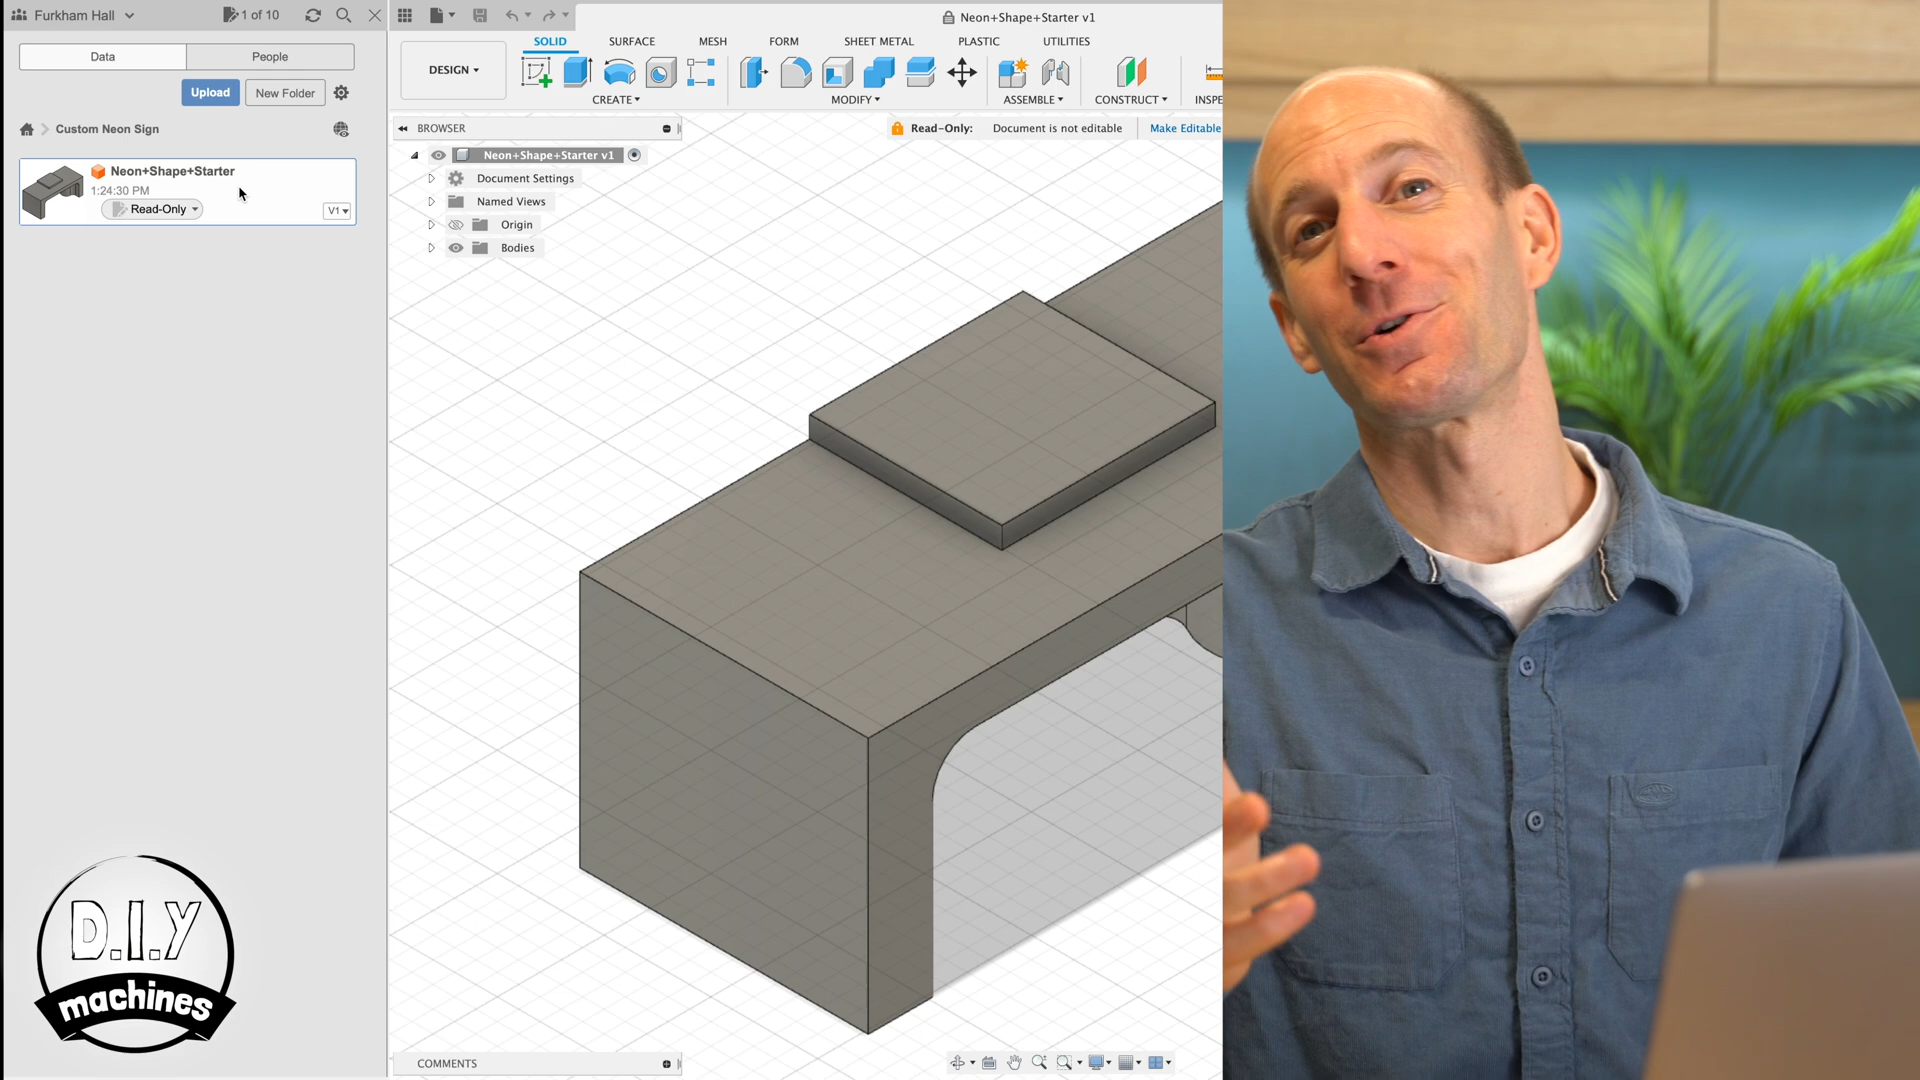 Furkham Hall
1 of 10
Data
People
Upload
New Folder
Custom Neon Sign
Neon+Shape+Starter
1:24:30 PM
Read-Only
V1
D.I.Y
machines
Neon+Shape+Starter v1
SOLID
SURFACE
MESH
FORM
SHEET METAL
PLASTIC
UTILITIES
DESIGN
CREATE
MODIFY
ASSEMBLE
CONSTRUCT
INSPE
BROWSER
Read-Only: Document is not editable
Make Editable
Neon+Shape+Starter v1
Document Settings
Named Views
Origin
Bodies
COMMENTS